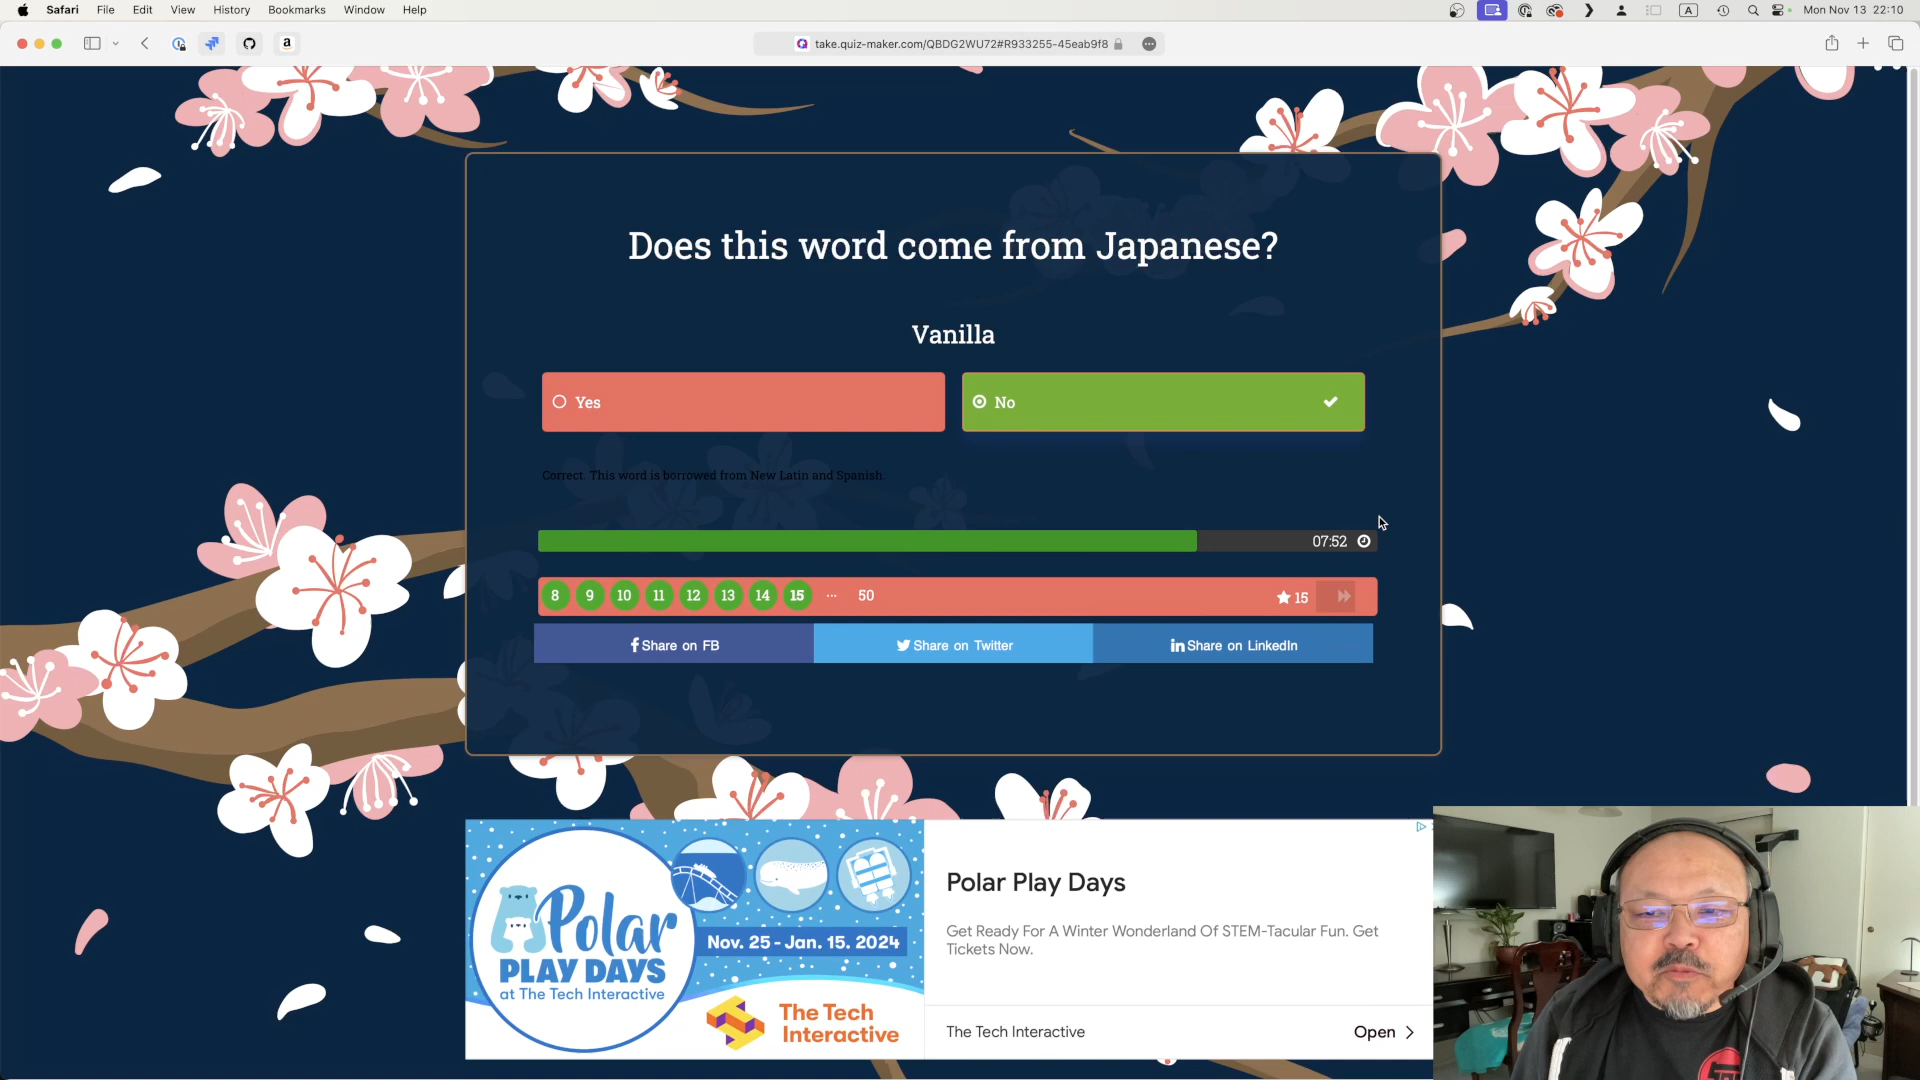 Safari File Edit View History Bookmarks Window Help
A
Mon Nov 13 22:10
a
take.quiz-maker.com/QBDG2WU72#R933255-45eab9f8
Does this word come from Japanese?
Vanilla
Yes
No
Correct. This word is borrowed from New Latin and Spanish.
07:52
8 9 10 11 12 13 14 15 ... 50
15
Share on FB
Share on Twitter
in Share on LinkedIn
Polar
PLAY DAYS
at The Tech Interactive
Nov. 25 - Jan. 15. 2024
The Tech
Interactive
Polar Play Days
Get Ready For A Winter Wonderland Of STEM-Tacular Fun. Get
Tickets Now.
The Tech Interactive
Open